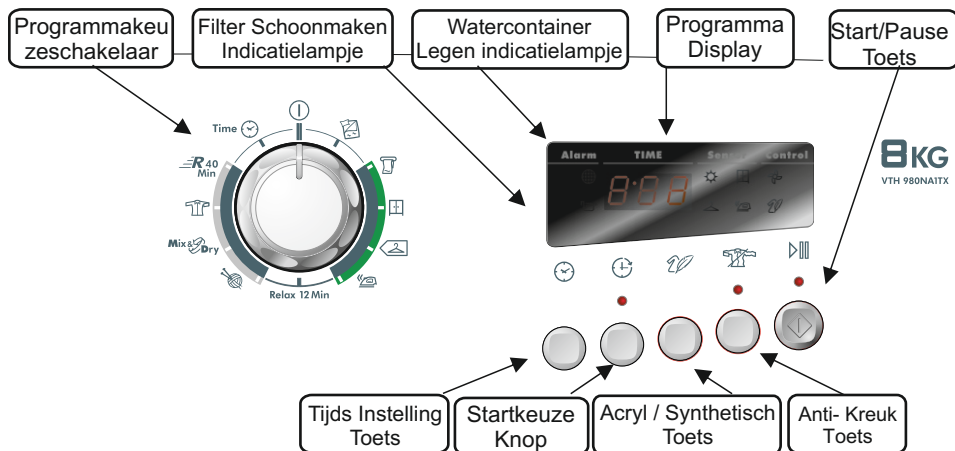 Programmakeu
zeschakelaar
Filter Schoonmaken
Indicatielampje
Watercontainer
Legen indicatielampje
Programma
Display
Start/Pause
Toets
Time
R 40
Min
Mix&Dry
Relax 12 Min
Alarm TIME Sensor Control
8KG
VTH 980NA1TX
Tijds Instelling
Toets
Startkeuze
Knop
Acryl / Synthetisch
Toets
Anti- Kreuk
Toets